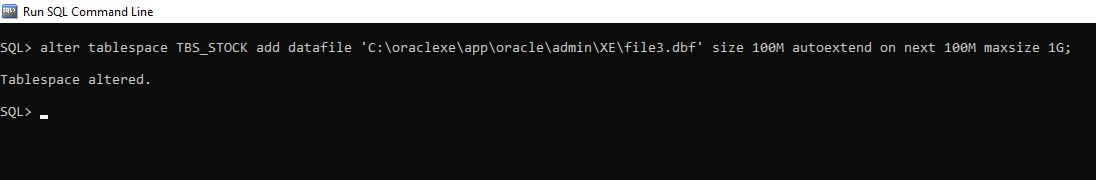 Run SQL Command Line
SQL> alter tablespace TBS_STOCK add datafile 'C:\oraclexe\app\oracle\admin\XE\file3.dbf' size 100M autoextend on next 100M maxsize 1G;
Tablespace altered.
SQL>